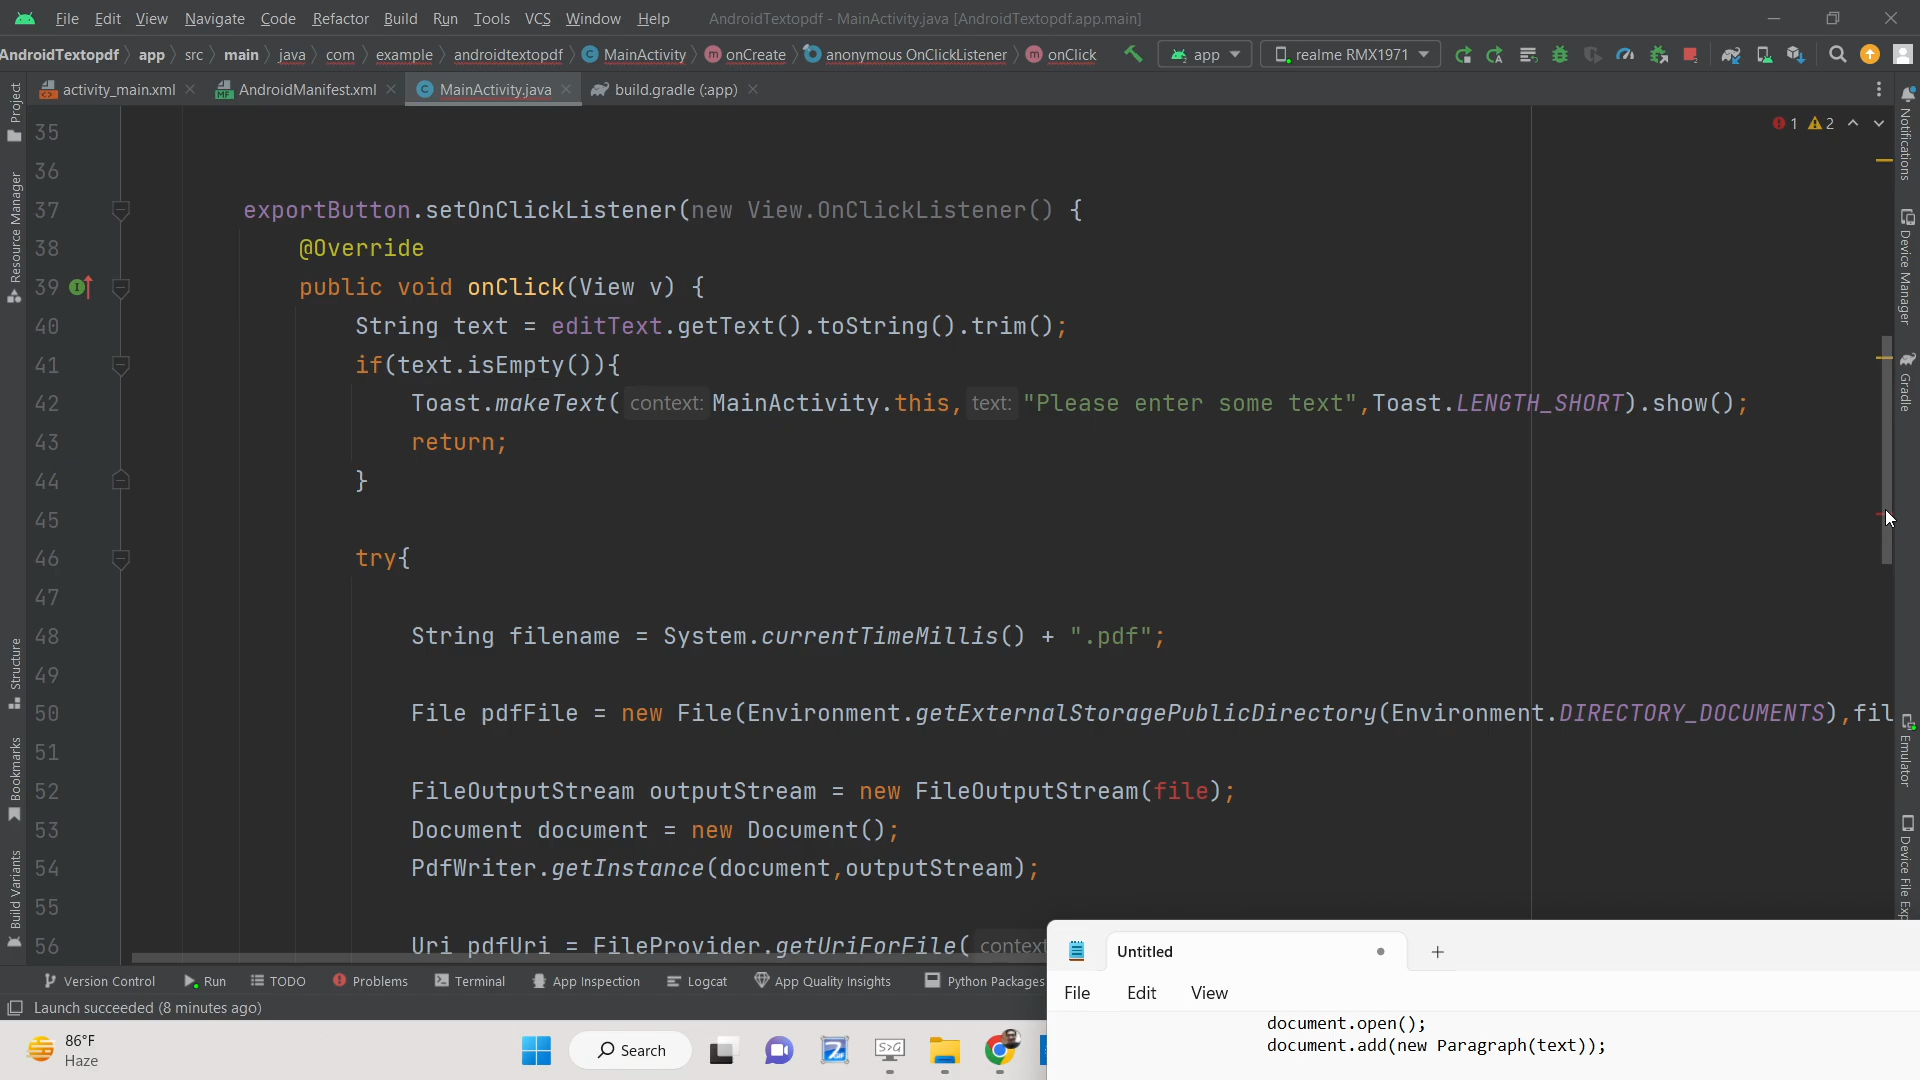 File Edit View Navigate Code Refactor Build Run Tools VCS Window Help AndroidTextopdf - MainActivity.java [AndroidTextopdf.app.main]
AndroidTextopdf app src main java com example androidtextopdf C MainActivity m onCreate anonymous OnClickListener m onClick app realme RMX1971
activity_main.xml MF AndroidManifest.xml C MainActivity.java build.gradle (:app)
1 2
Project
Resource Manager
Structure
Bookmarks
Build Variants
35
36
37 exportButton.setOnClickListener(new View.OnClickListener() {
38 @Override
39 public void onClick(View v) {
40 String text = editText.getText().toString().trim();
41 if(text.isEmpty()){
42 Toast.makeText( context: MainActivity.this, text: "Please enter some text",Toast.LENGTH_SHORT).show();
43 return;
44 }
45
46 try{
47
48 String filename = System.currentTimeMillis() + ".pdf";
49
50 File pdfFile = new File(Environment.getExternalStoragePublicDirectory(Environment.DIRECTORY_DOCUMENTS),fil
51
52 FileOutputStream outputStream = new FileOutputStream(file);
53 Document document = new Document();
54 PdfWriter.getInstance(document,outputStream);
55
56 Uri pdfUri = FileProvider.getUriForFile( context
Notifications
Device Manager
Gradle
Emulator
Device File Exp
Version Control Run TODO Problems Terminal App Inspection Logcat App Quality Insights Python Packages
Launch succeeded (8 minutes ago)
Untitled
File Edit View
document.open();
document.add(new Paragraph(text));
86°F
Haze
Search
S>G